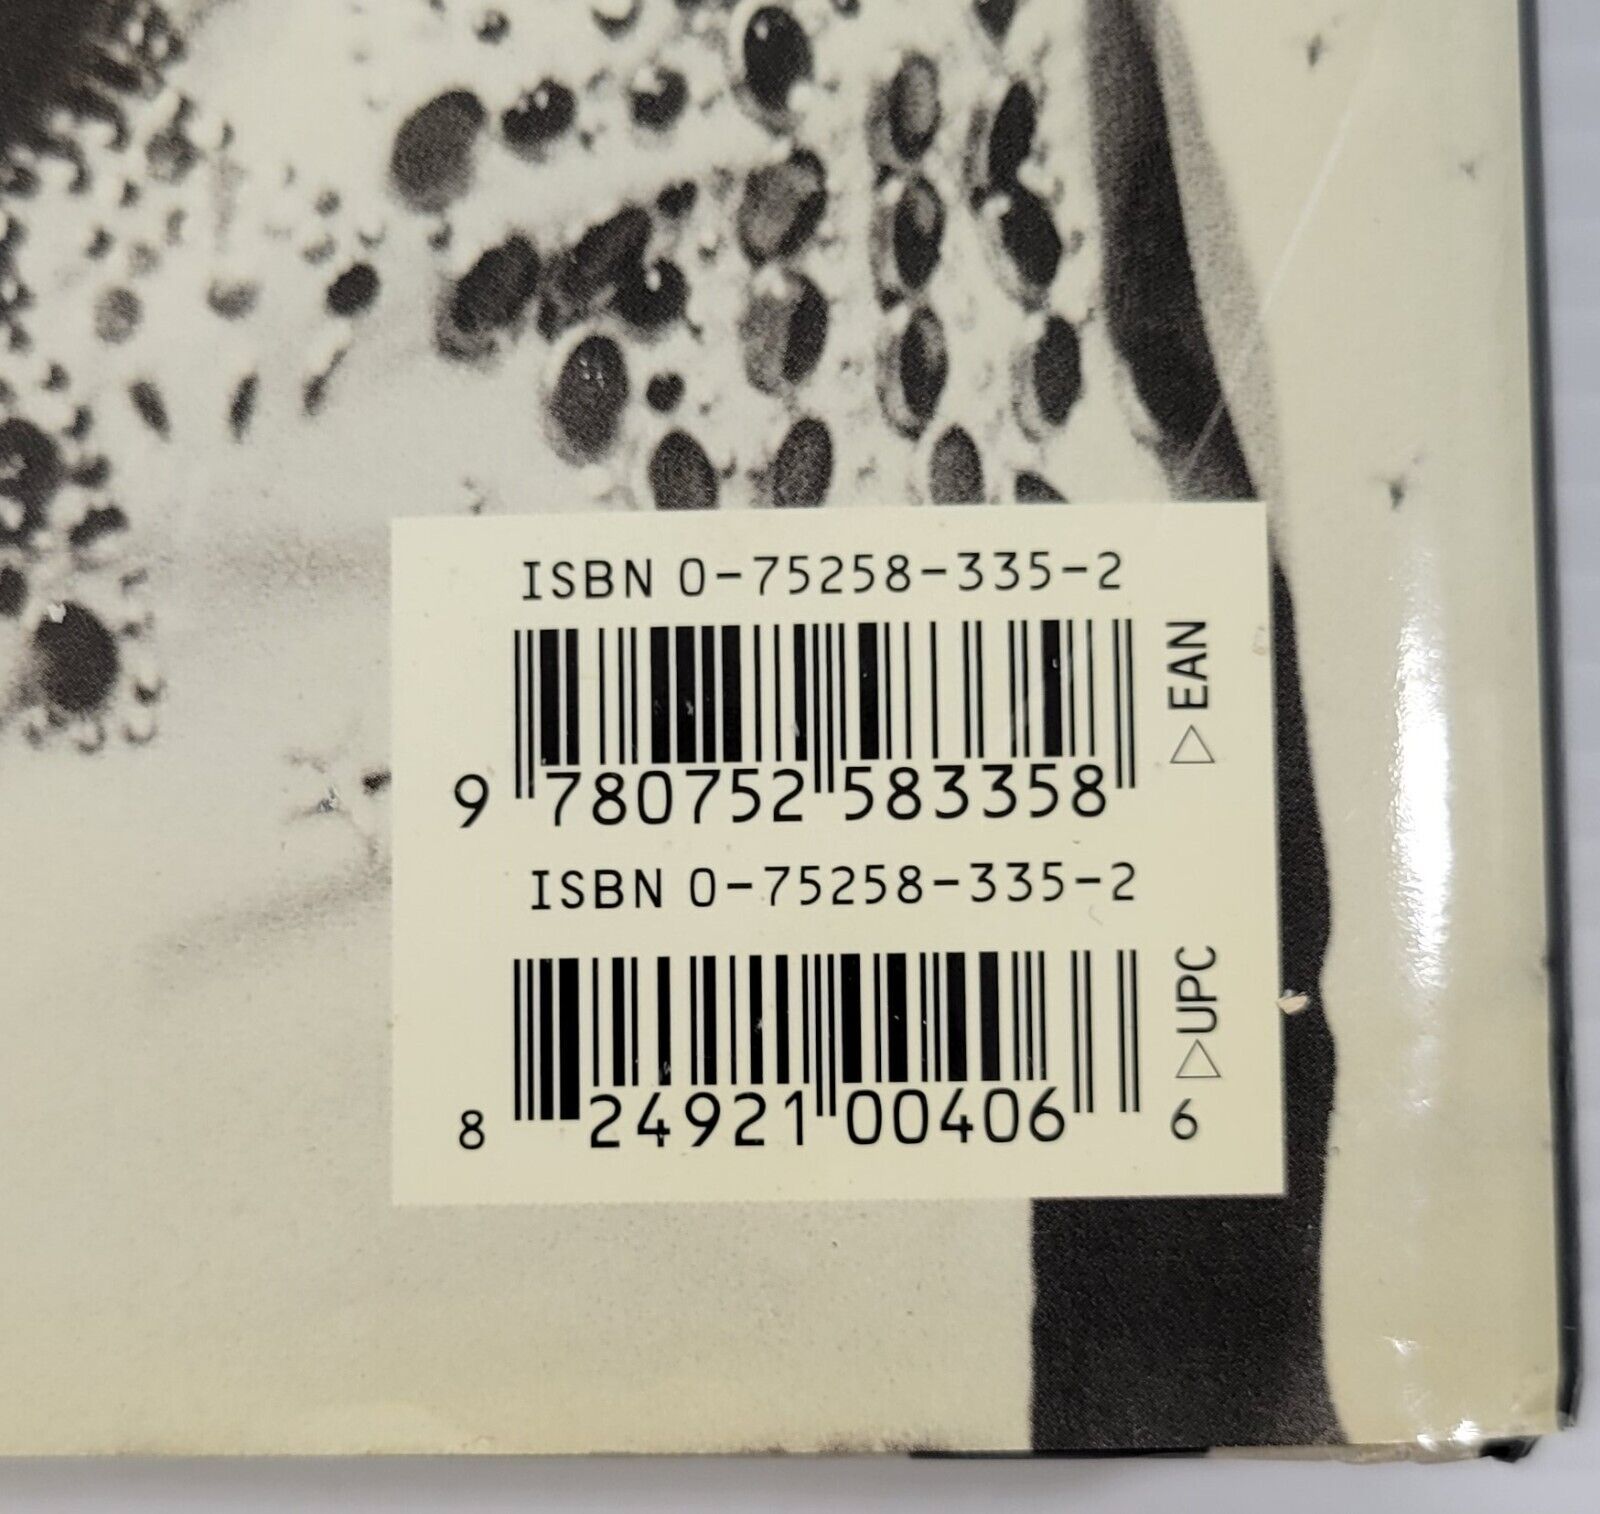 ISBN 0-75258-335-2
▷EAN
9 780752 583358
ISBN 0-75258-335-2
▷UPC
8 24921 00406 6